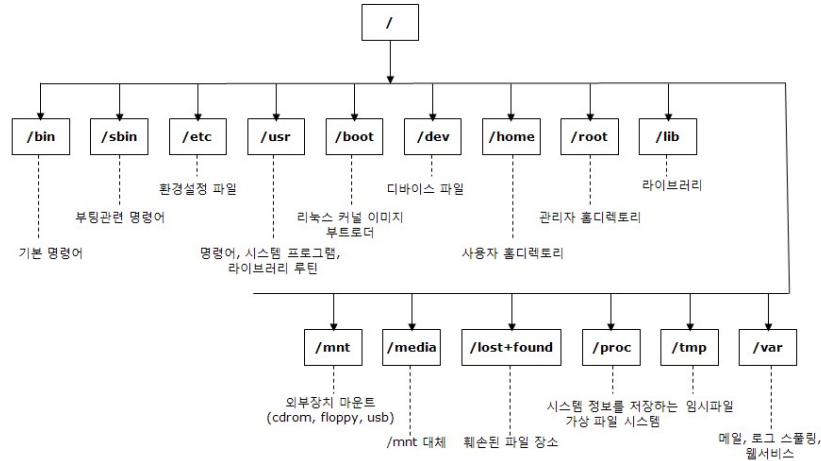 /
/bin
/sbin
/etc
/usr
/boot
/dev
/home
/root
/lib
환경설정 파일
디바이스 파일
라이브러리
부팅관련 명령어
리눅스 커널 이미지
부트로더
관리자 홈디렉토리
기본 명령어
명령어, 시스템 프로그램,
라이브러리 루틴
사용자 홈디렉토리
/mnt
/media
/lost+found
/proc
/tmp
/var
외부장치 마운트
(cdrom, floppy, usb)
시스템 정보를 저장하는
가상 파일 시스템
임시파일
/mnt 대체
훼손된 파일 장소
메일, 로그 스풀링,
웹서비스